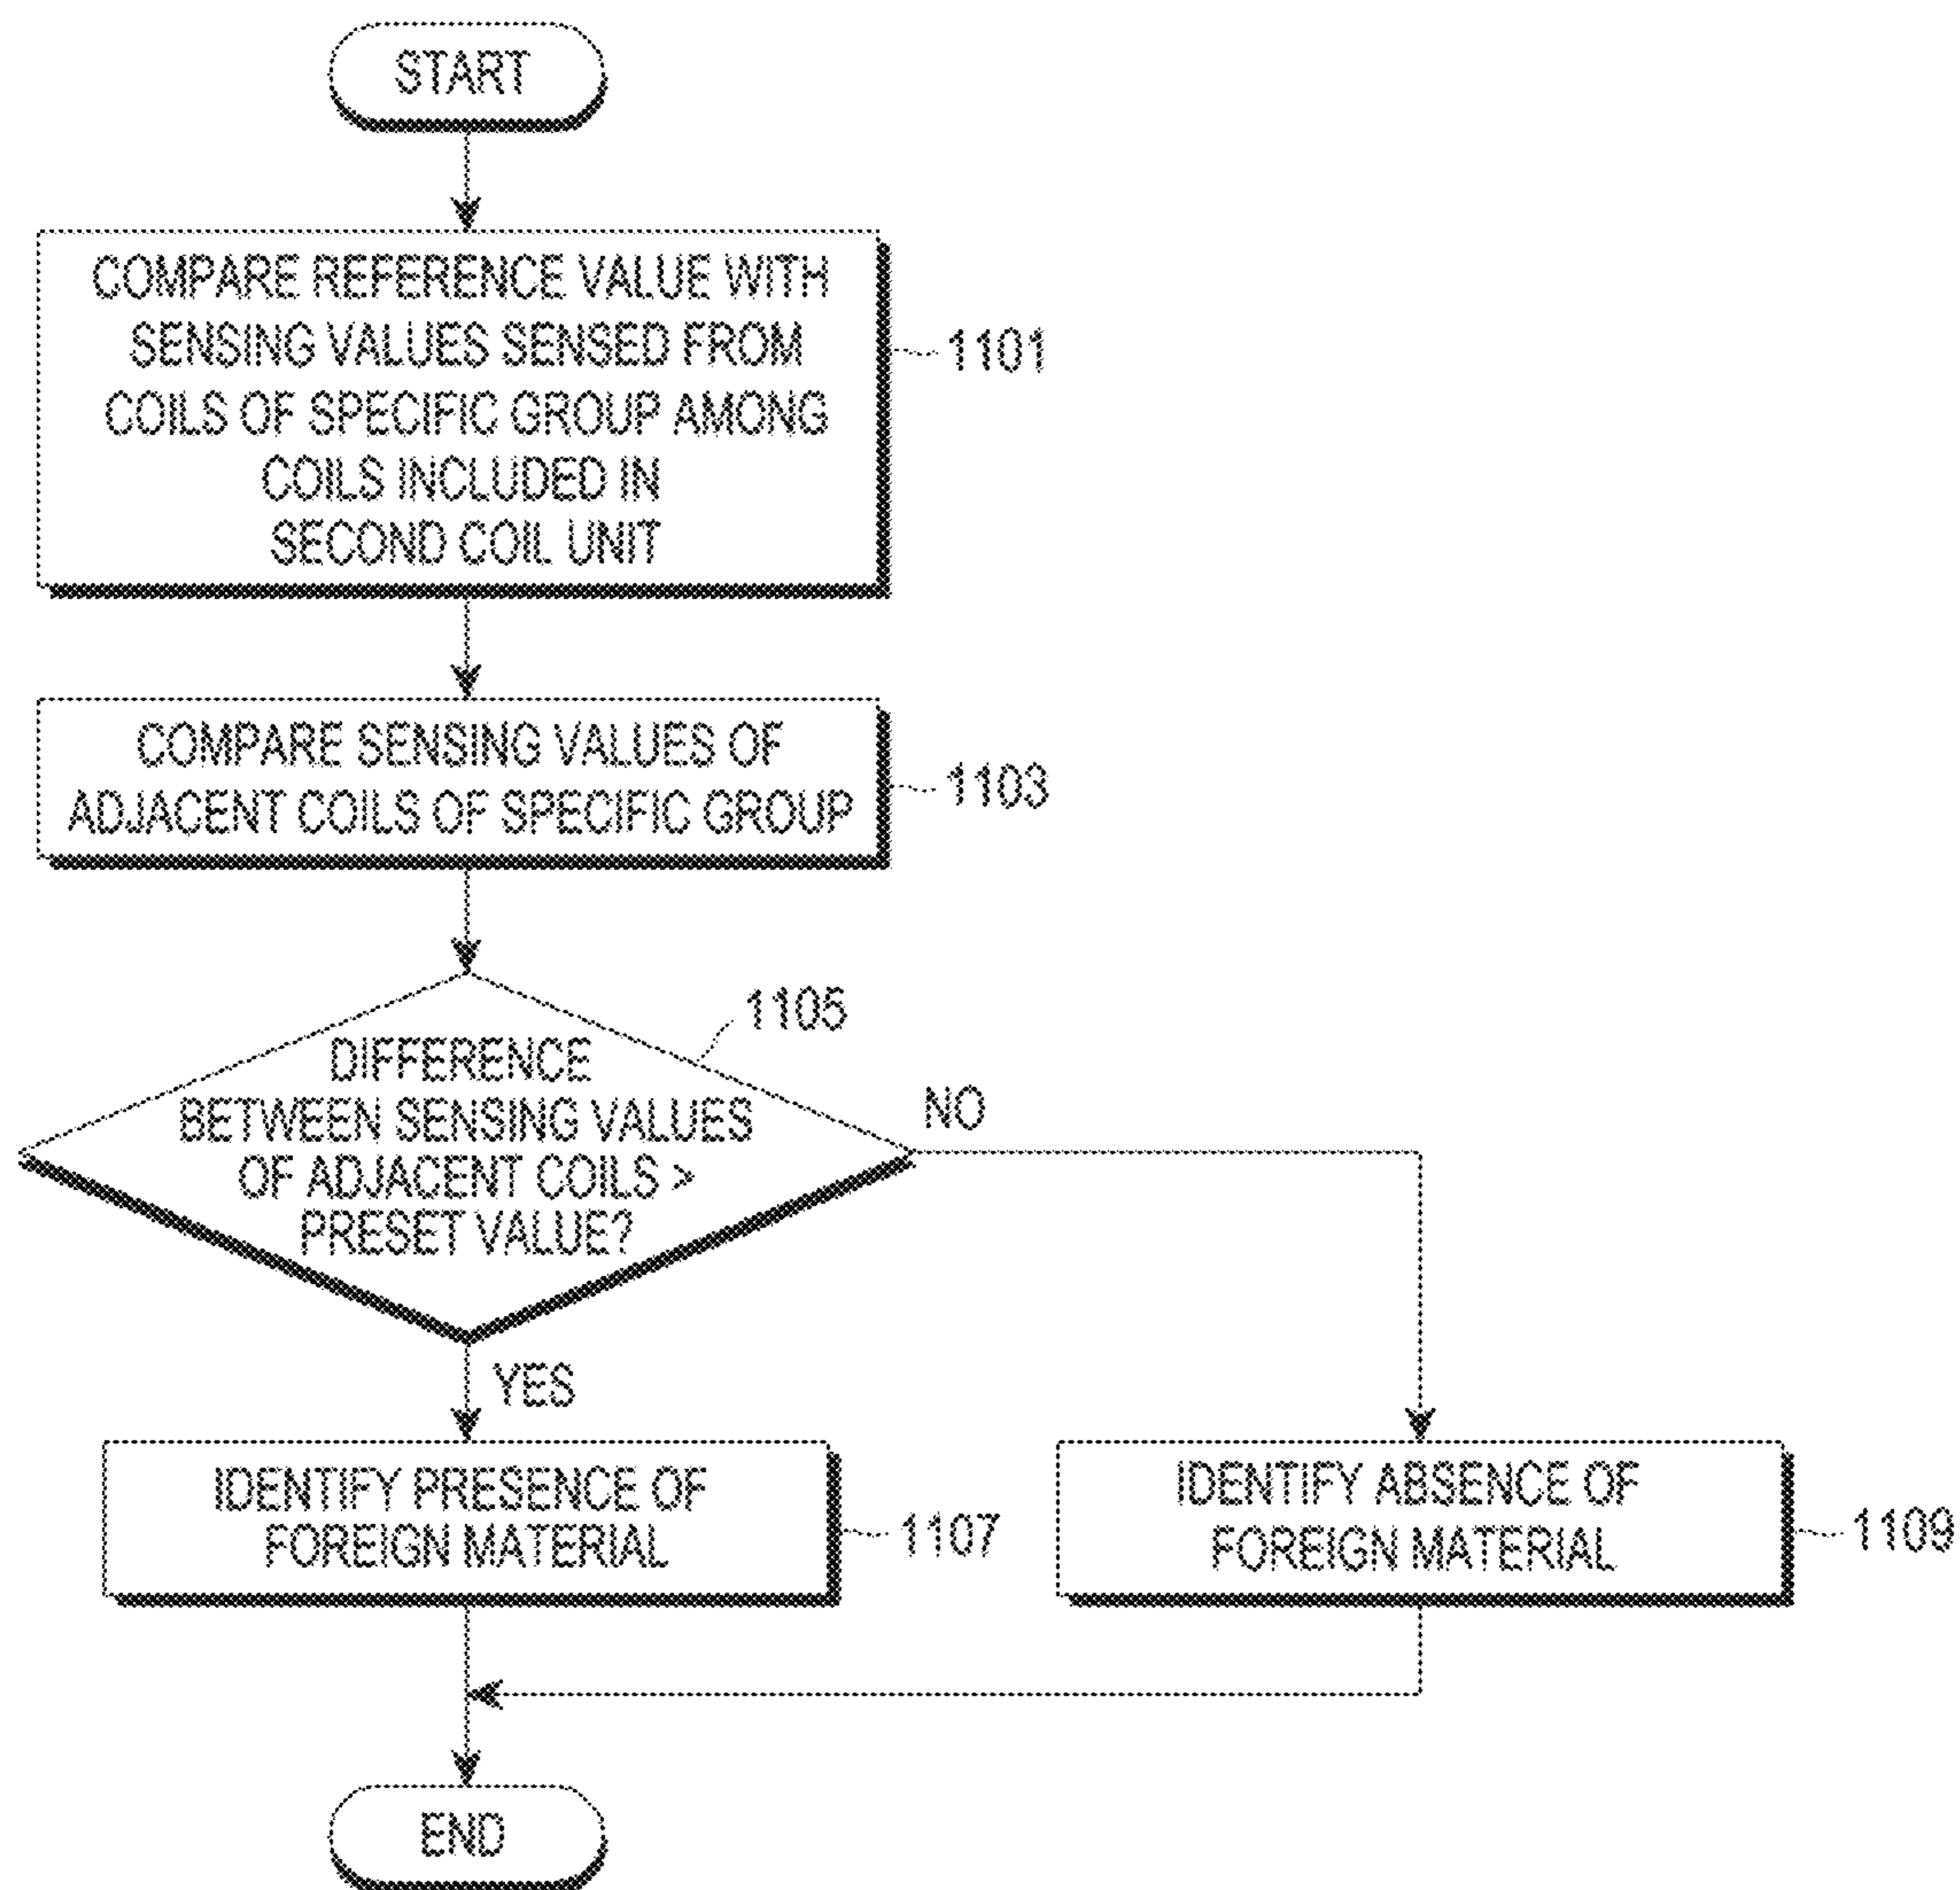 START
COMPARE REFERENCE VALUE WITH
SENSING VALUES SENSED FROM
COILS OF SPECIFIC GROUP AMONG
COILS INCLUDED IN
SECOND COIL UNIT
1101
COMPARE SENSING VALUES OF
ADJACENT COILS OF SPECIFIC GROUP
1103
1105
DIFFERENCE
BETWEEN SENSING VALUES
OF ADJACENT COILS >
PRESET VALUE?
NO
YES
IDENTIFY PRESENCE OF
FOREIGN MATERIAL
1107
IDENTIFY ABSENCE OF
FOREIGN MATERIAL
1109
END